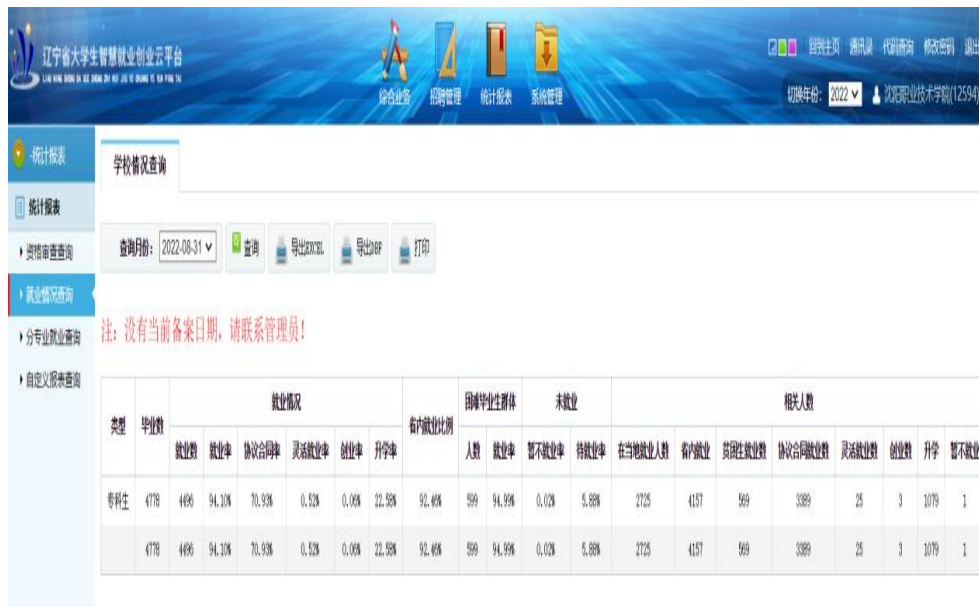 辽宁省大学生智慧就业创业云平台
综合业务 招聘管理 统计报表 系统管理
回到主页 通讯录 代码查询 修改密码 退出
切换年份: 2022 沈阳职业技术学院(12594)
-统计报表
统计报表
资格审查查询
就业情况查询
分专业就业查询
自定义报表查询
学校情况查询
查询月份: 2022-08-31 查询 导出EXCEL 导出DBF 打印
注: 没有当前备案日期, 请联系管理员!
类型 毕业数 就业情况 省内就业比例 困难毕业生群体 未就业 相关人数
就业数 就业率 协议合同率 灵活就业率 创业率 升学率 人数 就业率 暂不就业率 待就业率 在当地就业人数 省内就业 贫困生就业数 协议合同就业数 灵活就业数 创业数 升学 暂不就业
专科生 4778 4496 94.10% 70.93% 0.52% 0.06% 22.58% 92.46% 599 94.99% 0.02% 5.88% 2725 4157 569 3389 25 3 1079 1
4778 4496 94.10% 70.93% 0.52% 0.06% 22.58% 92.46% 599 94.99% 0.02% 5.88% 2725 4157 569 3389 25 3 1079 1